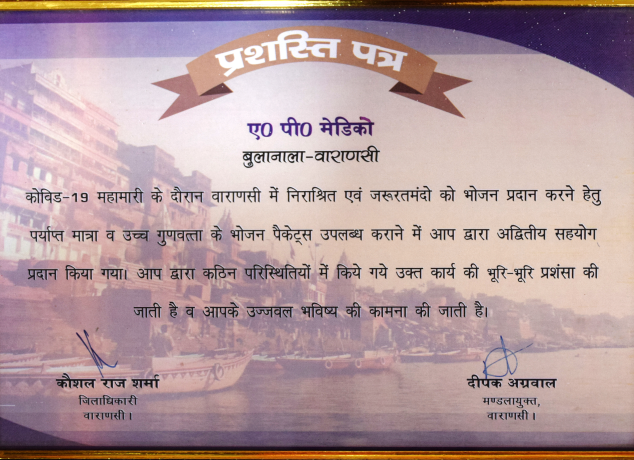 प्रशस्ति पत्र
ए0 पी0 मेडिको
बुलानाला-वाराणसी
कोविड-19 महामारी के दौरान वाराणसी में निराश्रित एवं जरूरतमंदो को भोजन प्रदान करने हेतु
पर्याप्त मात्रा व उच्च गुणवत्ता के भोजन पैकेट्स उपलब्ध कराने में आप द्वारा अद्वितीय सहयोग
प्रदान किया गया। आप द्वारा कठिन परिस्थितियों में किये गये उक्त कार्य की भूरि-भूरि प्रशंसा की
जाती है व आपके उज्जवल भविष्य की कामना की जाती है।
कौशल राज शर्मा
जिलाधिकारी
वाराणसी।
दीपक अग्रवाल
मण्डलायुक्त,
वाराणसी।